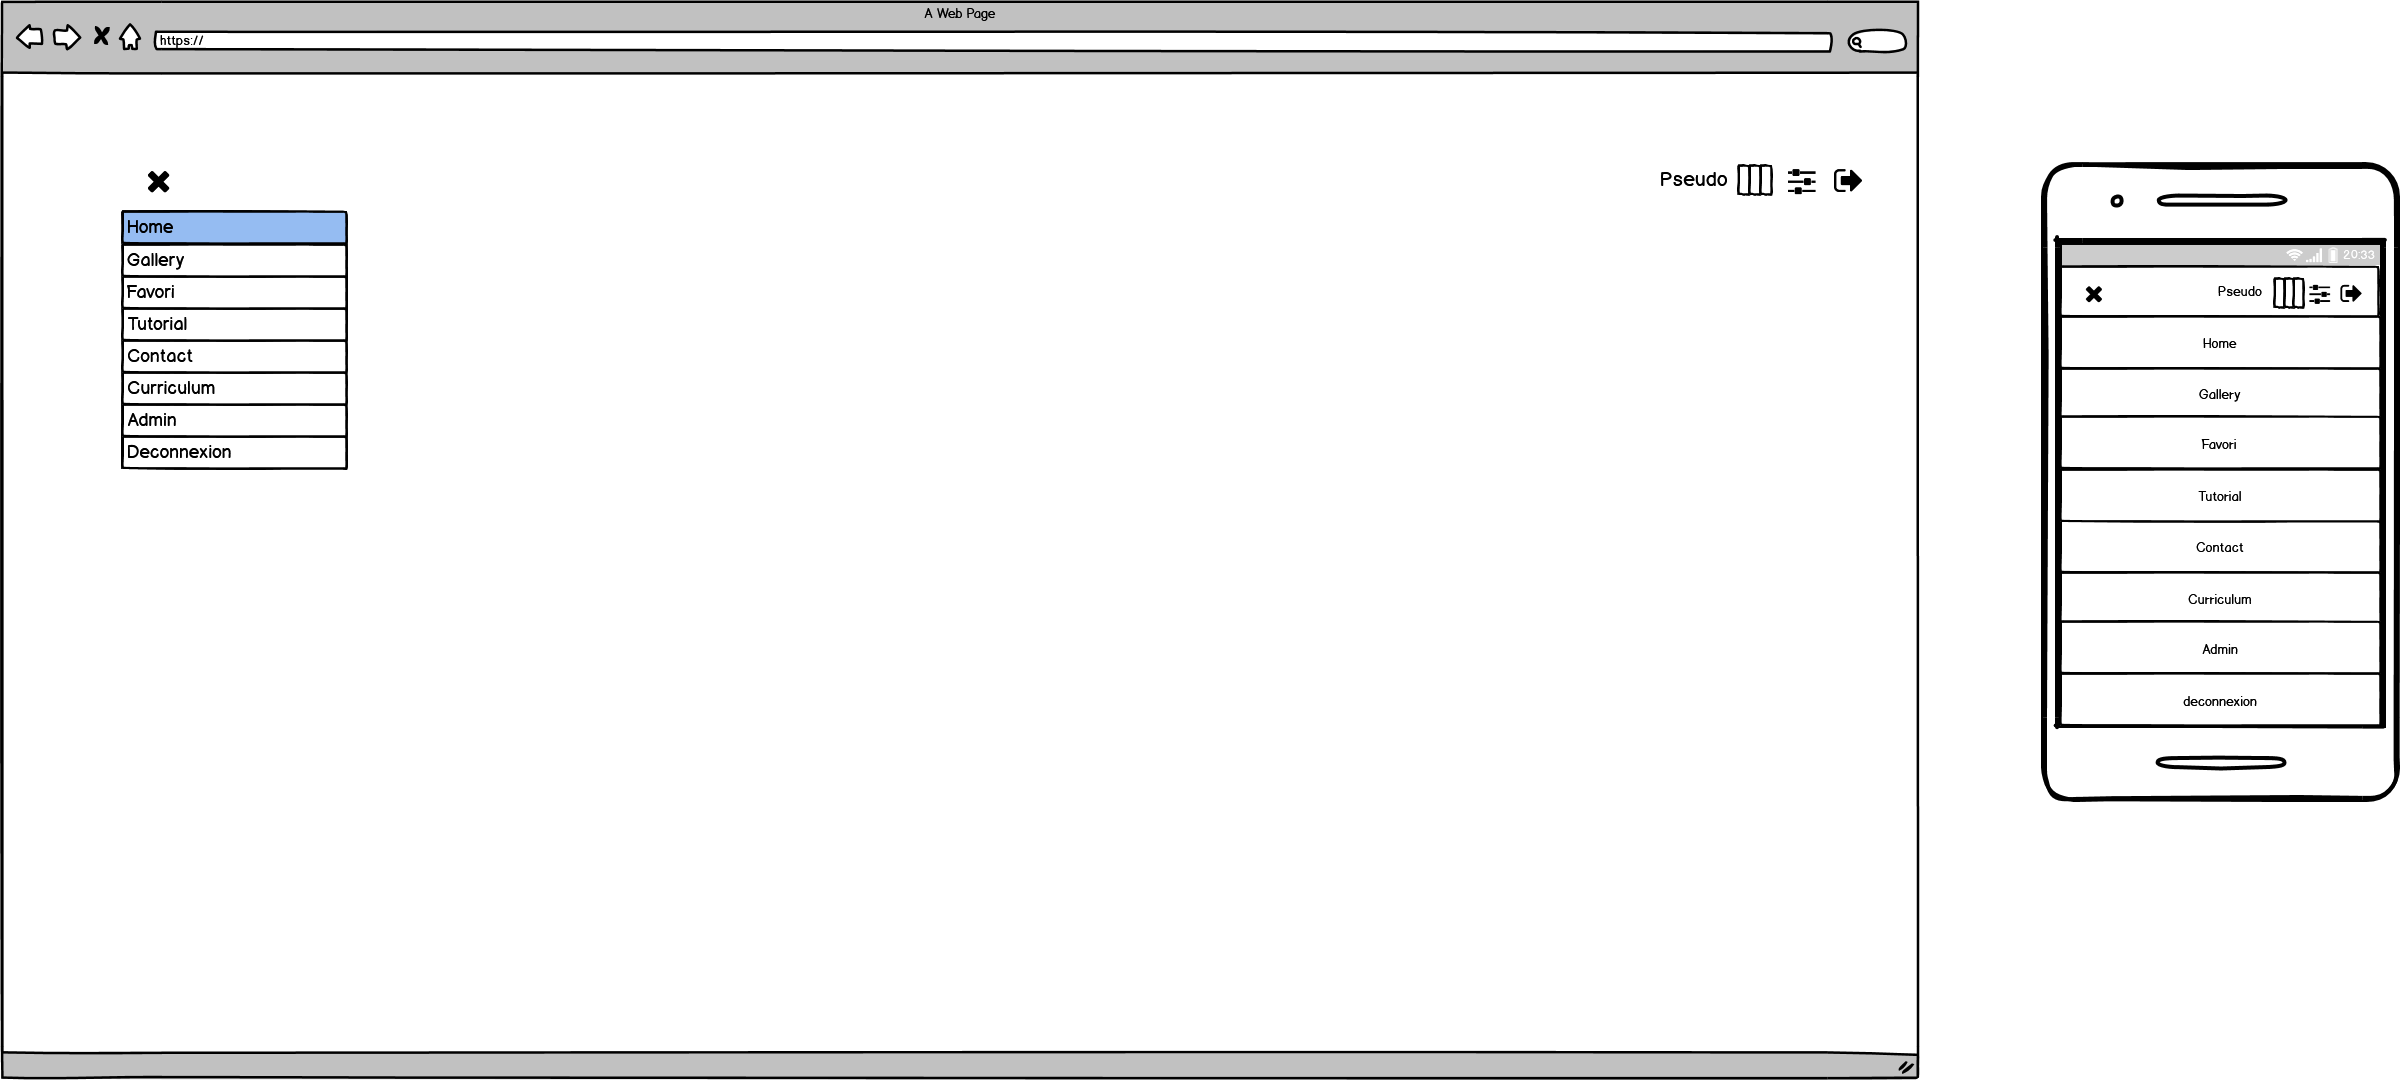 A Web Page
https://
Pseudo
Home
Gallery
Favori
Tutorial
Contact
Curriculum
Admin
Deconnexion
20:33
Pseudo
Home
Gallery
Favori
Tutorial
Contact
Curriculum
Admin
deconnexion